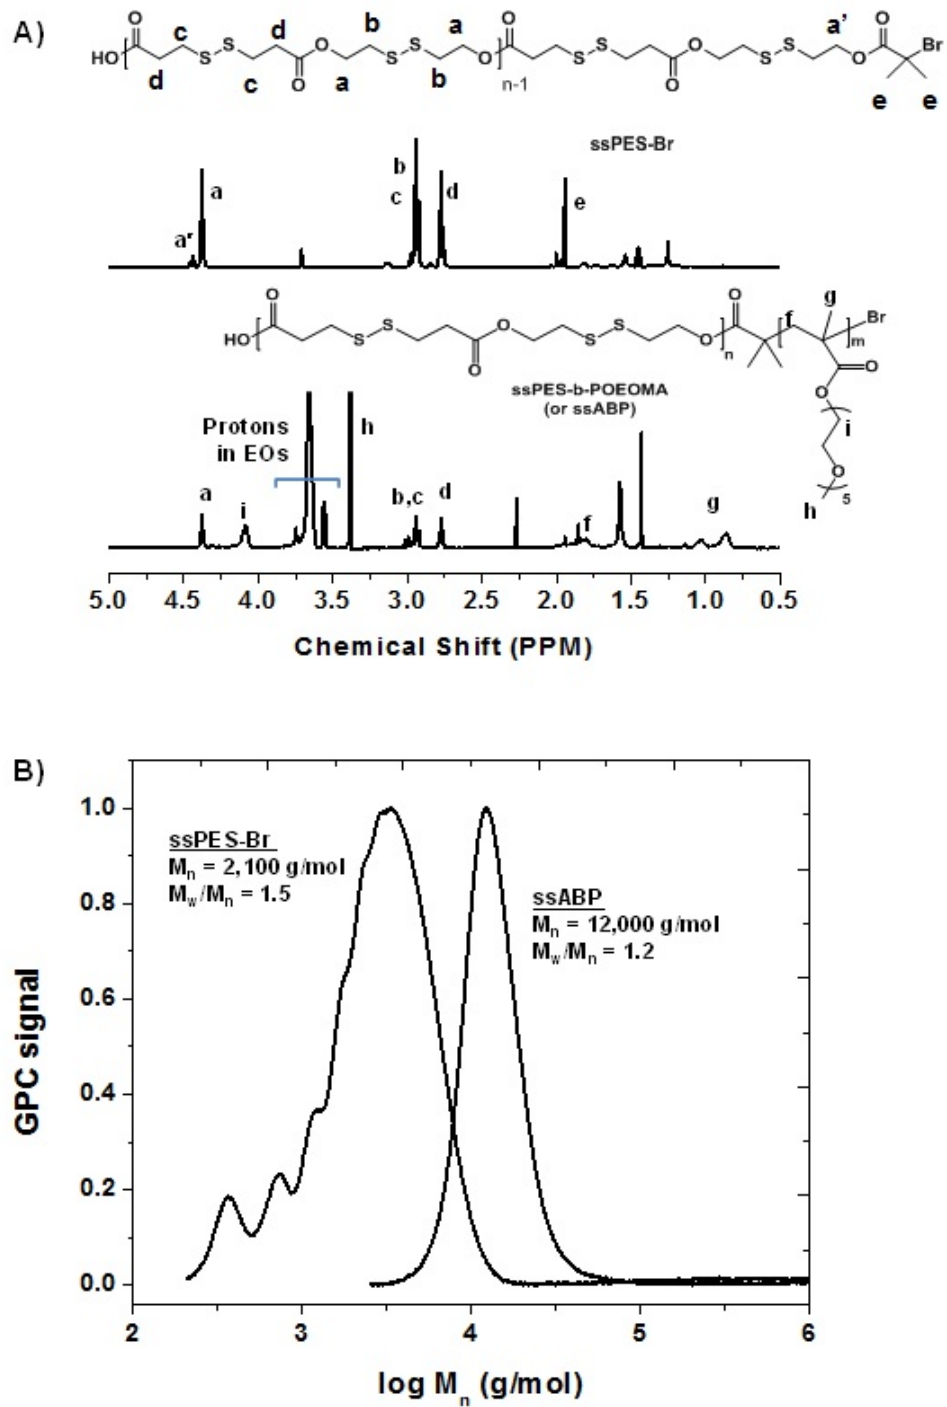 A)
O c d O b a O a' O
HO [ S S O S S O ] S S O S S O Br
d c O a b n-1 O e e
ssPES-Br
b
c
d
a
a'
e
O O f g Br
HO [ S S O S S O ] n [ ] m
O O O
ssPES-b-POEOMA
(or ssABP)
O
i
O
h 5
Protons
in EOs
h
a i b,c d f g
5.0 4.5 4.0 3.5 3.0 2.5 2.0 1.5 1.0 0.5
Chemical Shift (PPM)
B)
1.0
0.8
0.6
0.4
0.2
0.0
GPC signal
ssPES-Br
Mn = 2,100 g/mol
Mw/Mn = 1.5
ssABP
Mn = 12,000 g/mol
Mw/Mn = 1.2
2 3 4 5 6
log Mn (g/mol)